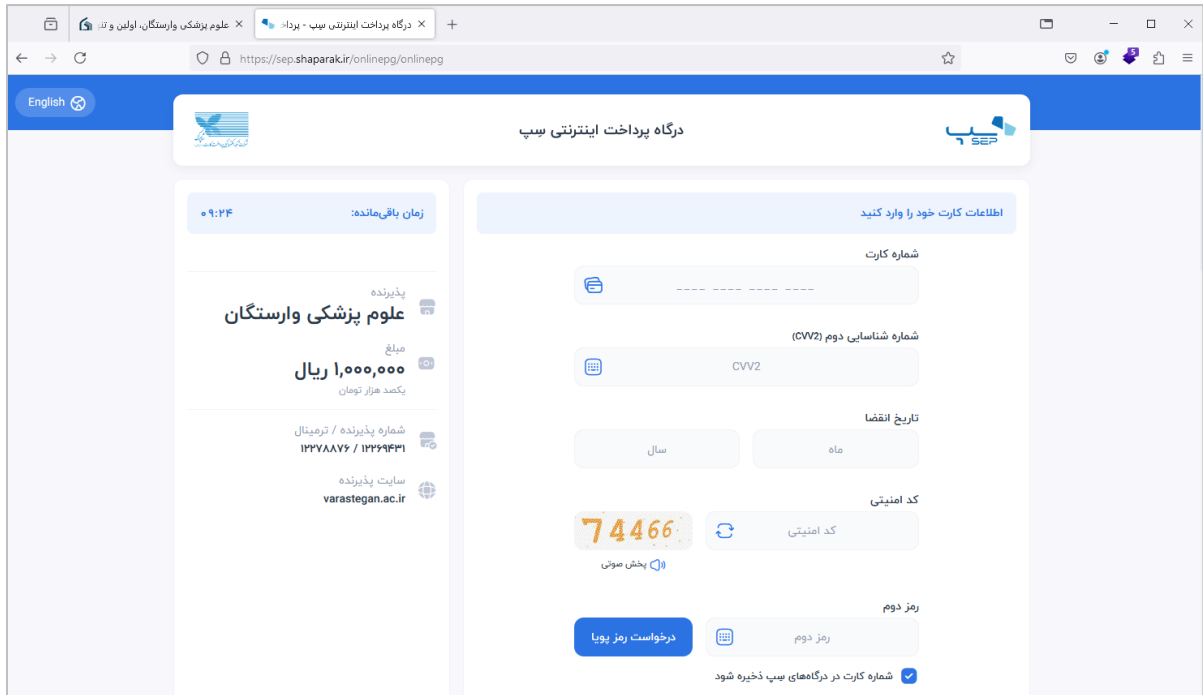 علوم پزشکی وارستگان، اولین و تنه
درگاه پرداخت اینترنتی سِپ - پرداخ
https://sep.shaparak.ir/onlinepg/onlinepg
5
English
درگاه پرداخت اینترنتی سِپ
سپ
SEP
اطلاعات کارت خود را وارد کنید
شماره کارت
---- ---- ---- ----
شماره شناسایی دوم (CVV2)
CVV2
تاریخ انقضا
ماه
سال
کد امنیتی
کد امنیتی
74466
پخش صوتی
رمز دوم
رمز دوم
درخواست رمز پویا
شماره کارت در درگاه‌های سِپ ذخیره شود
زمان باقی‌مانده:
۰۹:۲۴
پذیرنده
علوم پزشکی وارستگان
مبلغ
۱,۰۰۰,۰۰۰ ریال
یکصد هزار تومان
شماره پذیرنده / ترمینال
۱۲۲۷۸۸۷۶ / ۱۲۲۶۹۴۳۱
سایت پذیرنده
varastegan.ac.ir